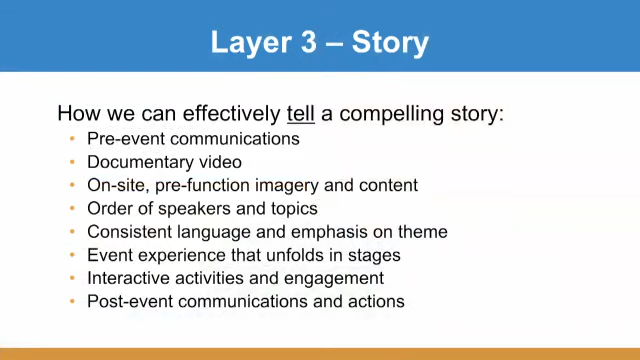 Layer 3 – Story
How we can effectively tell a compelling story:
• Pre-event communications
• Documentary video
• On-site, pre-function imagery and content
• Order of speakers and topics
• Consistent language and emphasis on theme
• Event experience that unfolds in stages
• Interactive activities and engagement
• Post-event communications and actions